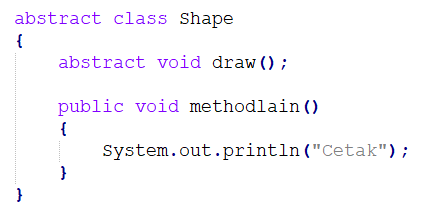 abstract class Shape
{
    abstract void draw();

    public void methodlain()
    {
        System.out.println("Cetak");
    }
}